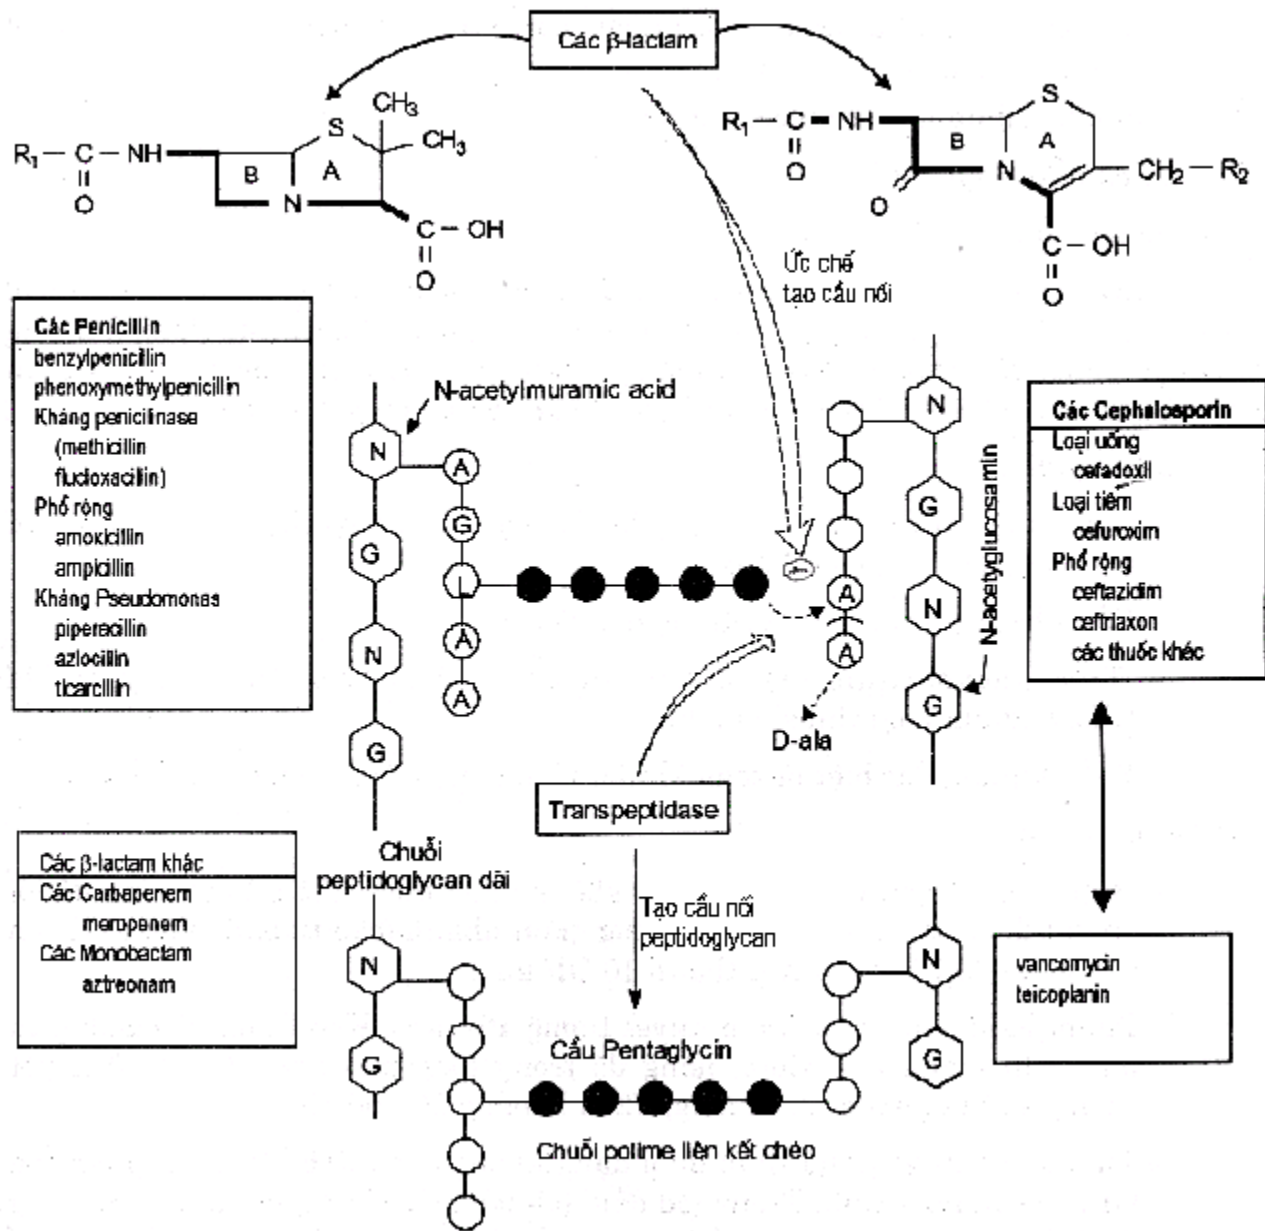 Các β-lactam
R₁—C—NH
O
B
A
S
N
CH₃
CH₃
C—OH
O
R₁—C—NH
O
B
A
S
N
O
CH₂—R₂
C—OH
O
Ức chế
tạo cầu nối
Các Penicillin
benzylpenicillin
phenoxymethylpenicillin
Kháng penicilinase
(methicillin
flucloxacillin)
Phổ rộng
amoxicillin
ampicillin
Kháng Pseudomonas
piperacillin
azlocillin
ticarcillin
N-acetylmuramic acid
N
G
N
G
A
G
L
A
A
A
A
D-ala
N
G
N
G
N-acetyglucosamin
Các Cephalosporin
Loại uống
cefadoxil
Loại tiêm
cefuroxim
Phổ rộng
ceftazidim
ceftriaxon
các thuốc khác
Transpeptidase
Chuỗi
peptidoglycan dài
Tạo cầu nối
peptidoglycan
Các β-lactam khác
Các Carbapenem
meropenem
Các Monobactam
aztreonam
vancomycin
teicoplanin
N
G
N
G
Cầu Pentaglycin
Chuỗi polime liên kết chéo